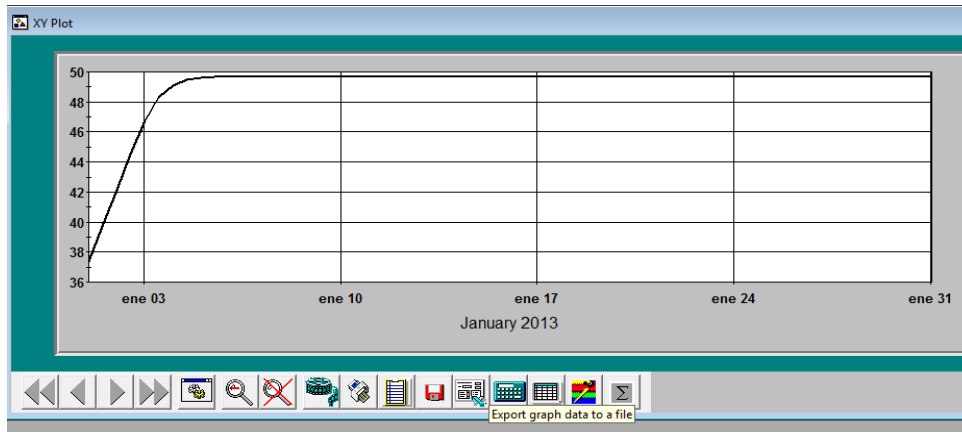 XY Plot
50
48
46
44
42
40
38
36
ene 03 ene 10 ene 17 ene 24 ene 31
January 2013
Σ
Export graph data to a file